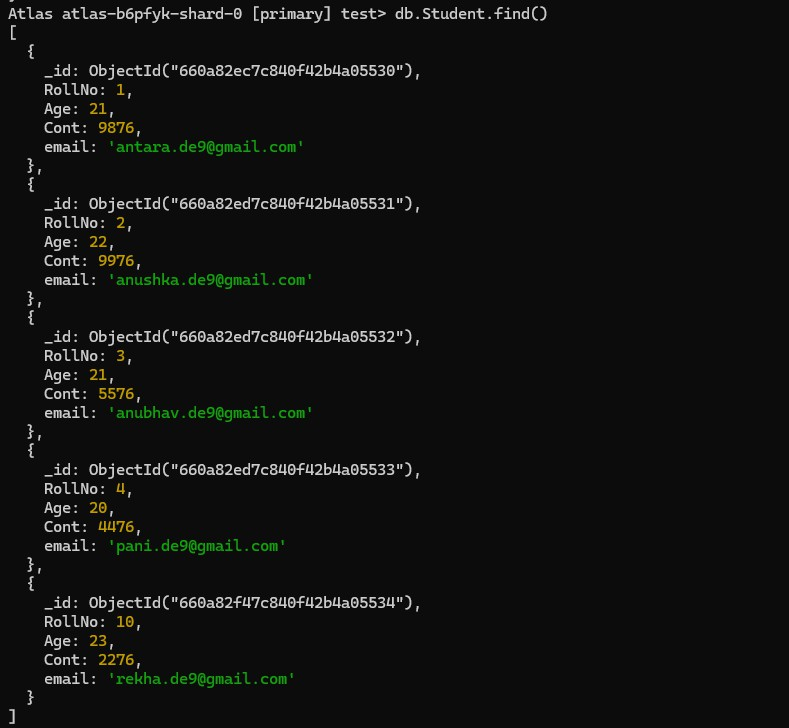 Atlas atlas-b6pfyk-shard-0 [primary] test> db.Student.find()
[
  {
    _id: ObjectId("660a82ec7c840f42b4a05530"),
    RollNo: 1,
    Age: 21,
    Cont: 9876,
    email: 'antara.de9@gmail.com'
  },
  {
    _id: ObjectId("660a82ed7c840f42b4a05531"),
    RollNo: 2,
    Age: 22,
    Cont: 9976,
    email: 'anushka.de9@gmail.com'
  },
  {
    _id: ObjectId("660a82ed7c840f42b4a05532"),
    RollNo: 3,
    Age: 21,
    Cont: 5576,
    email: 'anubhav.de9@gmail.com'
  },
  {
    _id: ObjectId("660a82ed7c840f42b4a05533"),
    RollNo: 4,
    Age: 20,
    Cont: 4476,
    email: 'pani.de9@gmail.com'
  },
  {
    _id: ObjectId("660a82f47c840f42b4a05534"),
    RollNo: 10,
    Age: 23,
    Cont: 2276,
    email: 'rekha.de9@gmail.com'
  }
]